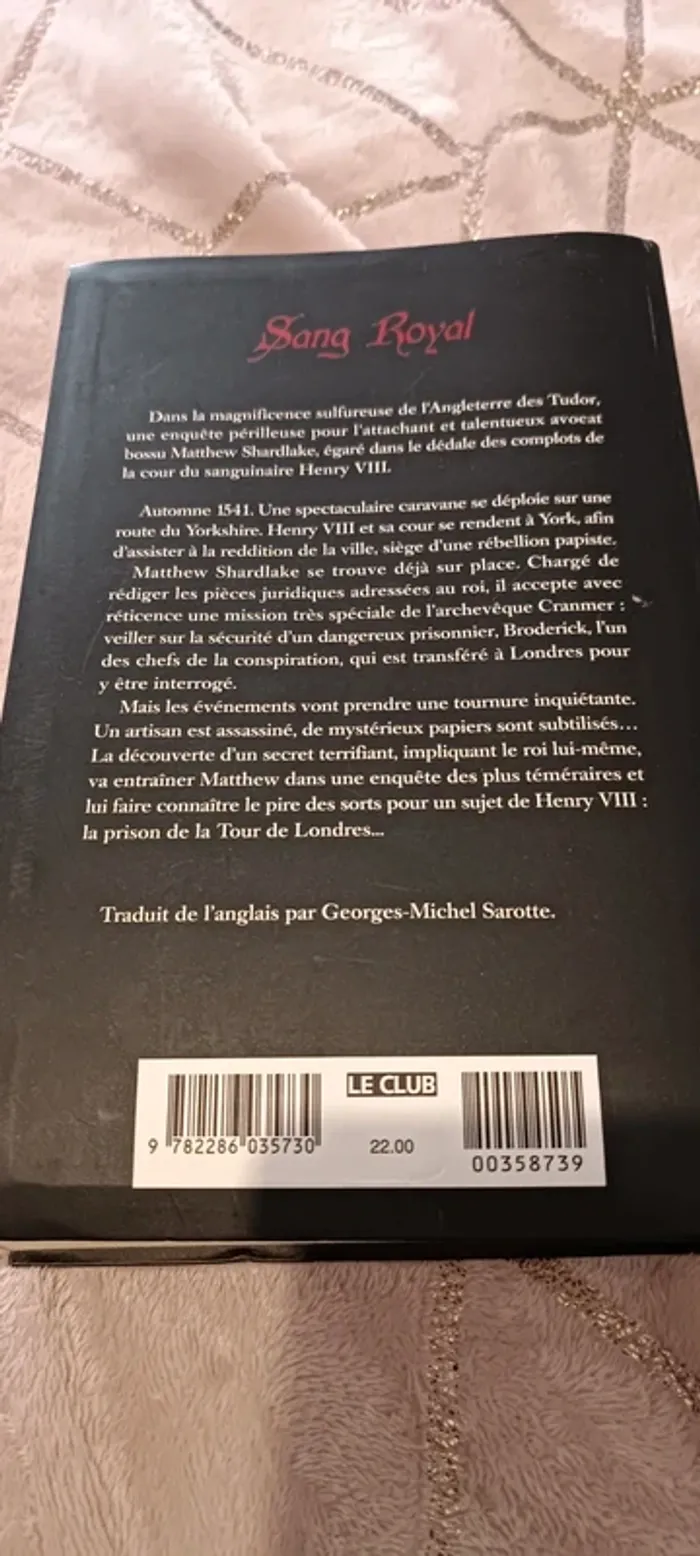 Sang Royal
Dans la magnificence sulfureuse de l'Angleterre des Tudor,
une enquête périlleuse pour l'attachant et talentueux avocat
bossu Matthew Shardlake, égaré dans le dédale des complots de
la cour du sanguinaire Henry VIII.
Automne 1541. Une spectaculaire caravane se déploie sur une
route du Yorkshire. Henry VIII et sa cour se rendent à York, afin
d'assister à la reddition de la ville, siège d'une rébellion papiste.
Matthew Shardlake se trouve déjà sur place. Chargé de
rédiger les pièces juridiques adressées au roi, il accepte avec
réticence une mission très spéciale de l'archevêque Cranmer :
veiller sur la sécurité d'un dangereux prisonnier, Broderick, l'un
des chefs de la conspiration, qui est transféré à Londres pour
y être interrogé.
Mais les événements vont prendre une tournure inquiétante.
Un artisan est assassiné, de mystérieux papiers sont subtilisés...
La découverte d'un secret terrifiant, impliquant le roi lui-même,
va entraîner Matthew dans une enquête des plus téméraires et
lui faire connaître le pire des sorts pour un sujet de Henry VIII :
la prison de la Tour de Londres...
Traduit de l'anglais par Georges-Michel Sarotte.
LE CLUB
9 782286 035730 22.00 00358739